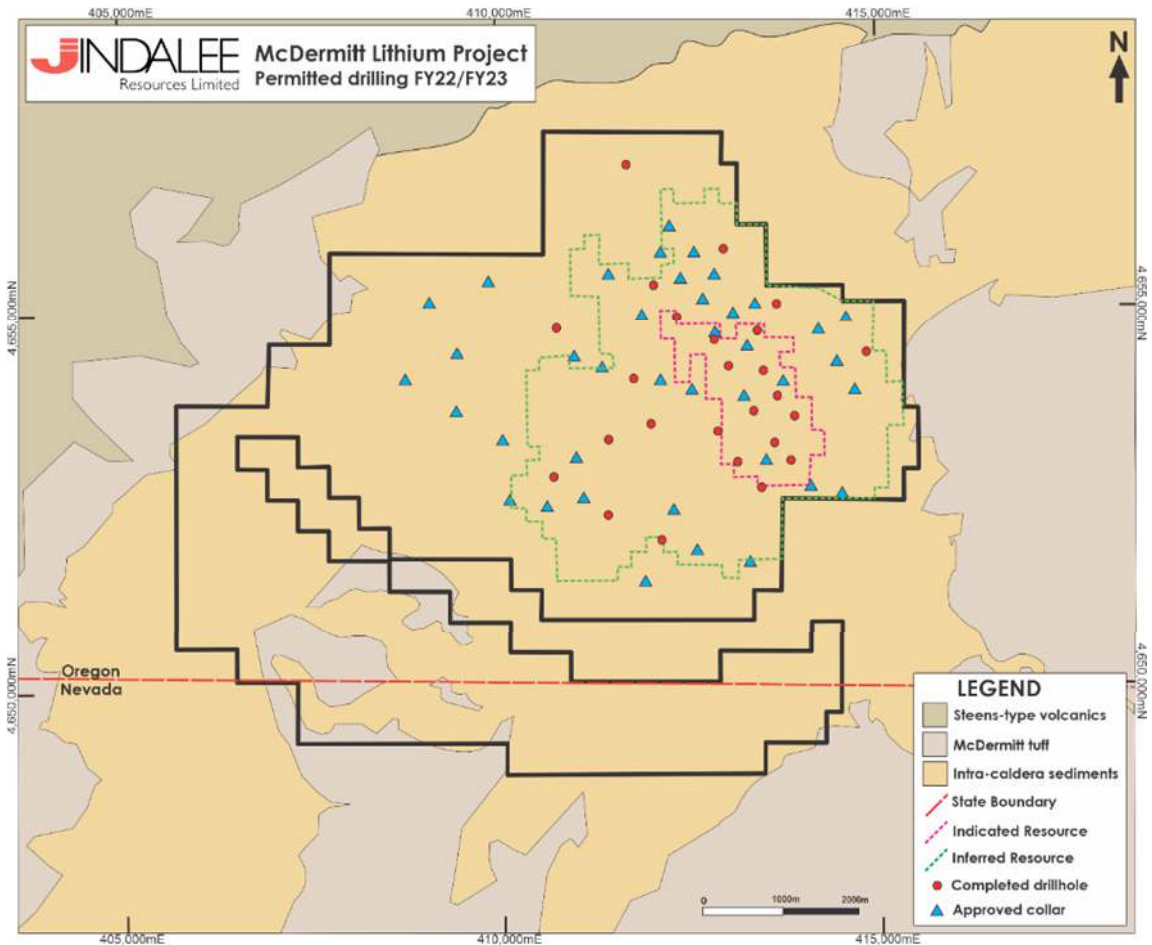 405,000mE
410,000mE
415,000mE
JINDALEE
Resources Limited
McDermitt Lithium Project
Permitted drilling FY22/FY23
N
4,655,000mN
4,655,000mN
Oregon
Nevada
4,650,000mN
4,650,000mN
LEGEND
Steens-type volcanics
McDermitt tuff
Intra-caldera sediments
State Boundary
Indicated Resource
Inferred Resource
Completed drillhole
Approved collar
0 1000m 2000m
405,000mE
410,000mE
415,000mE